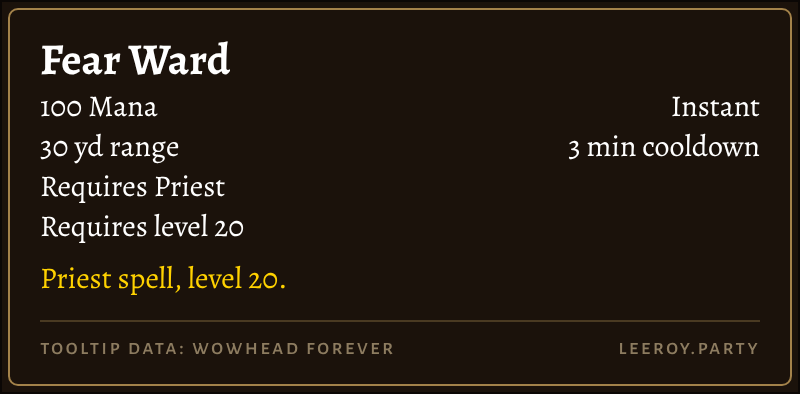 Fear Ward
100 Mana Instant
30 yd range 3 min cooldown
Requires Priest
Requires level 20
Priest spell, level 20.
TOOLTIP DATA: WOWHEAD FOREVER LEEROY.PARTY